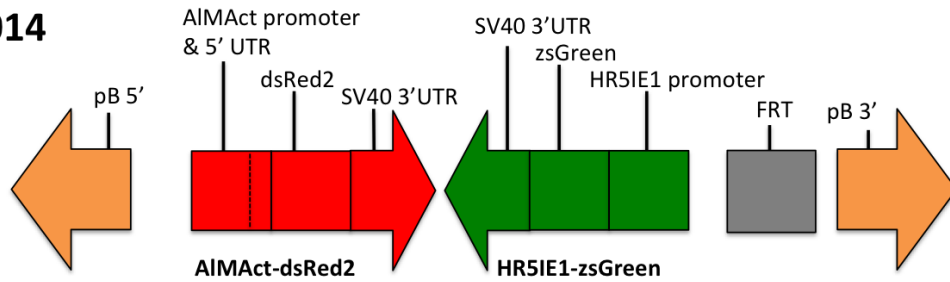 014
AlMAct promoter
& 5’ UTR
SV40 3’UTR
zsGreen
dsRed2
HR5IE1 promoter
pB 5’
SV40 3’UTR
FRT
pB 3’
AlMAct-dsRed2
HR5IE1-zsGreen